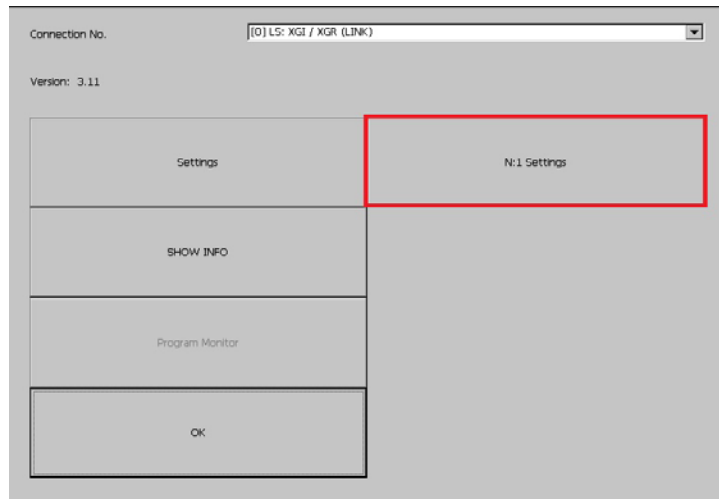 Connection No. [0] LS: XGI / XGR (LINK)
Version: 3.11
Settings N:1 Settings
SHOW INFO
Program Monitor
OK